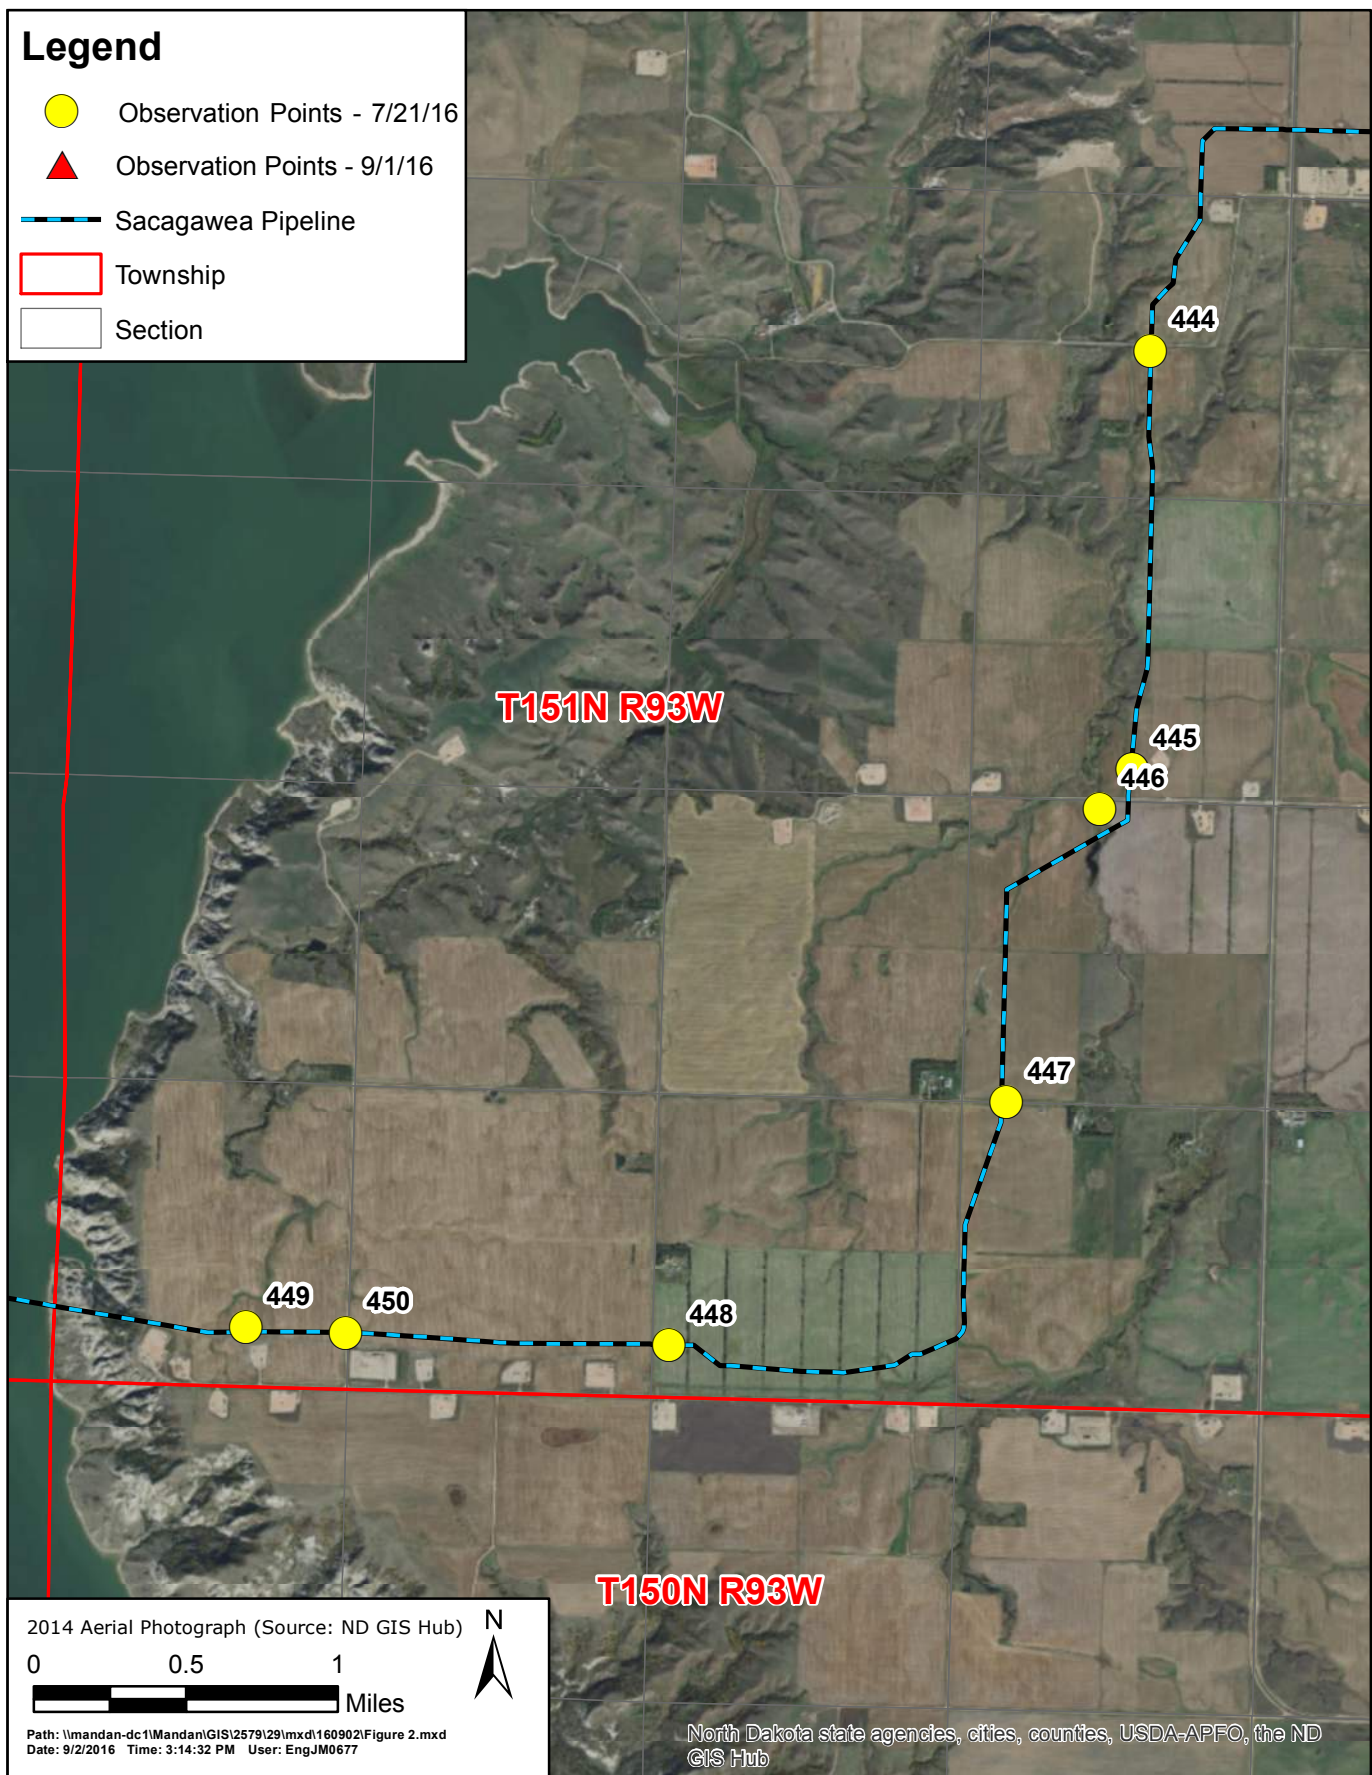 Legend
Observation Points - 7/21/16
Observation Points - 9/1/16
Sacagawea Pipeline
Township
Section
444
T151N R93W
445
446
447
449
450
448
T150N R93W
2014 Aerial Photograph (Source: ND GIS Hub)
N
0 0.5 1
Miles
Path: \\mandan-dc1\Mandan\GIS\2579\29\mxd\160902\Figure 2.mxd
Date: 9/2/2016 Time: 3:14:32 PM User: EngJM0677
North Dakota state agencies, cities, counties, USDA-APFO, the ND
GIS Hub